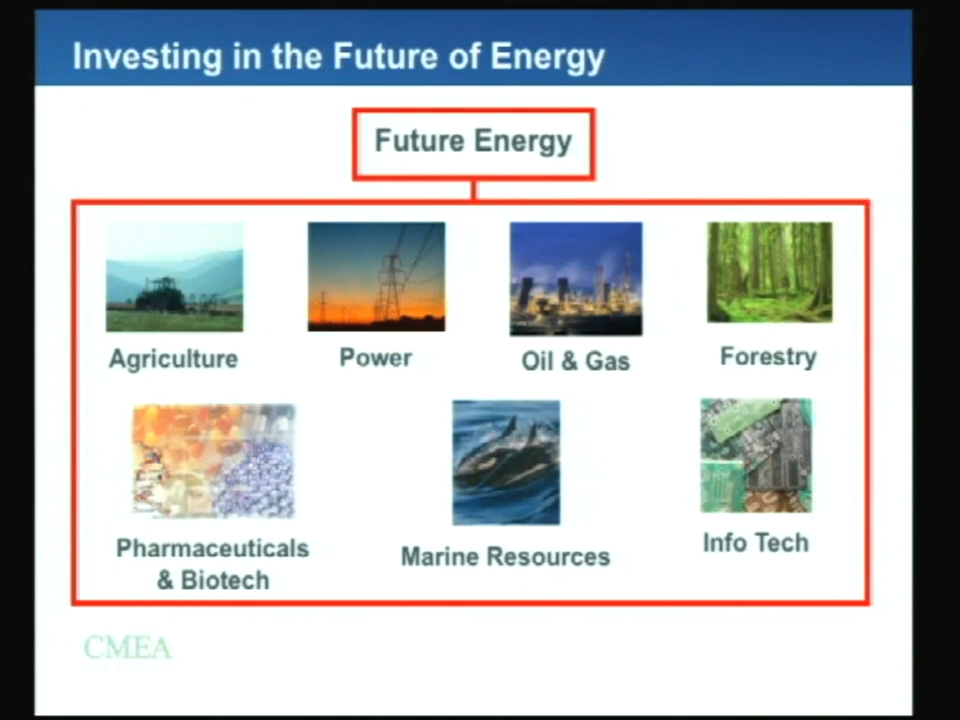 Investing in the Future of Energy
Future Energy
Agriculture
Power
Oil & Gas
Forestry
Pharmaceuticals
& Biotech
Marine Resources
Info Tech
CMEA